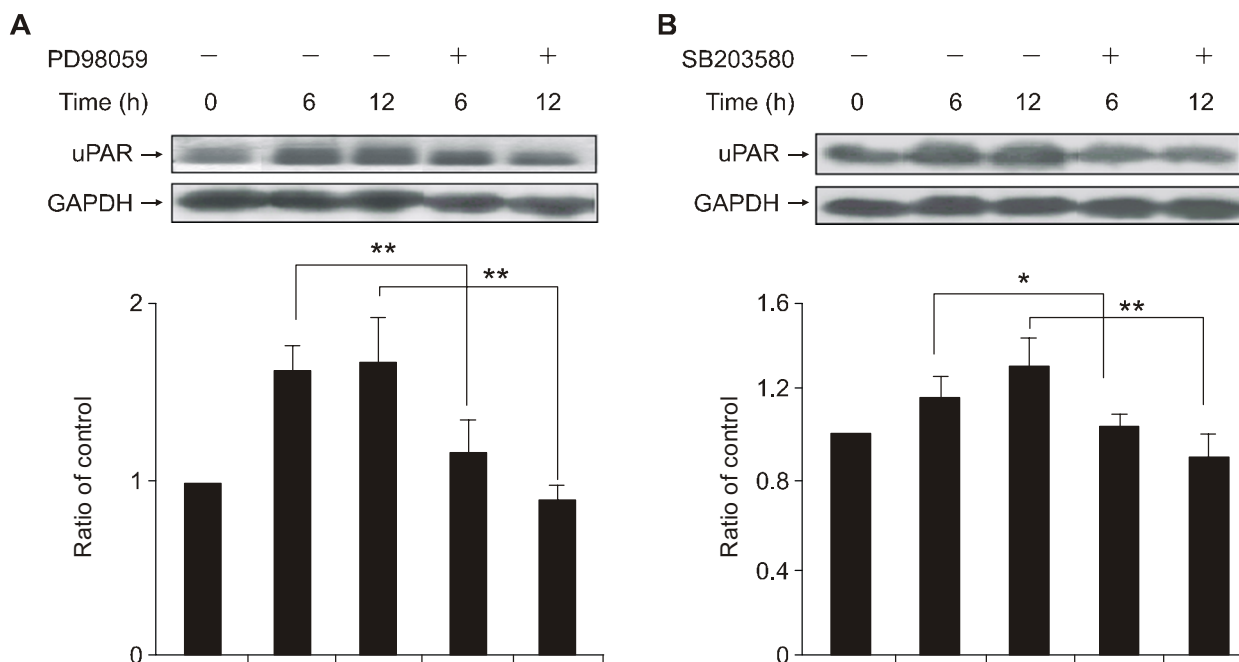 A
PD98059 − − − + +
Time (h) 0 6 12 6 12
uPAR →
GAPDH →
**
**
2
1
0
Ratio of control
B
SB203580 − − − + +
Time (h) 0 6 12 6 12
uPAR →
GAPDH →
*
**
1.6
1.2
0.8
0.4
0
Ratio of control